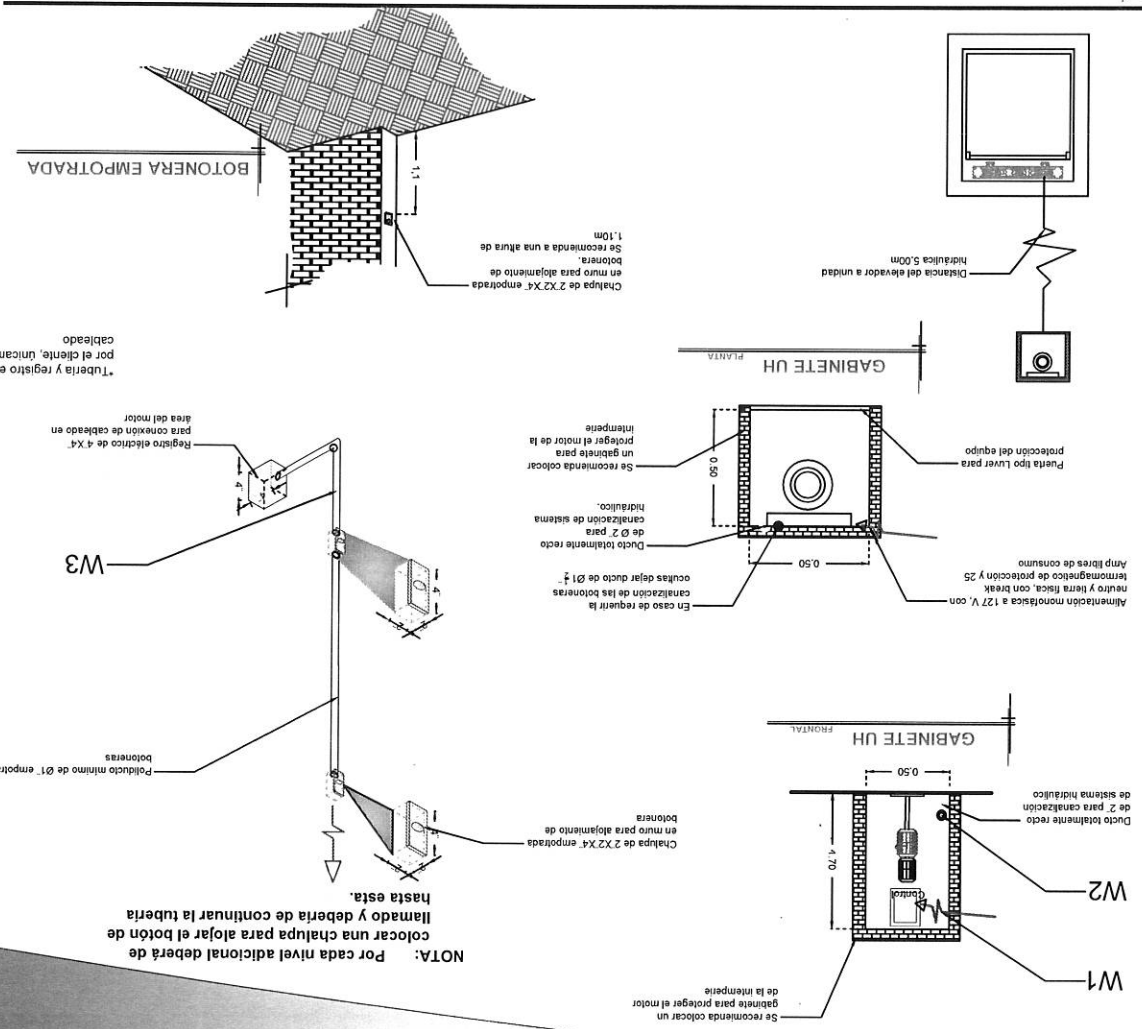 Se recomienda colocar un
gabinete para proteger el motor
de la intemperie
W1
W2
Control
1.70
Ducto totalmente recto
de 2" para canalización
de sistema hidráulico
0.50
GABINETE UH
FRONTAL
NOTA: Por cada nivel adicional deberá de
colocar una chalupa para alojar el botón de
llamado y debería de continuar la tubería
hasta esta.
Chalupa de 2"X2"X4" empotrada
en muro para alojamiento de
botonera
2"
2"
4"
Poliducto mínimo de Ø1" empotra
botoneras
2"
2"
4"
W3
Registro eléctrico de 4"X4"
para conexión de cableado en
área del motor
4"
4"
*Tubería y registro e
por el cliente, únican
cableado
Alimentación monofásica a 127 V, con
neutro y tierra física, con break
termomagnetico de protección y 25
Amp libres de consumo
En caso de requerir la
canalización de las botoneras
ocultas dejar ducto de Ø1 ½"
0.50
Ducto totalmente recto
de Ø 2" para
canalización de sistema
hidráulico.
0.50
Puerta tipo Luver para
protección del equipo
Se recomienda colocar
un gabinete para
proteger el motor de la
intemperie
GABINETE UH
PLANTA
Distancia del elevador a unidad
hidráulica 5.00m
Chalupa de 2"X2"X4" empotrada
en muro para alojamiento de
botonera.
Se recomienda a una altura de
1.10m
1.1
BOTONERA EMPOTRADA